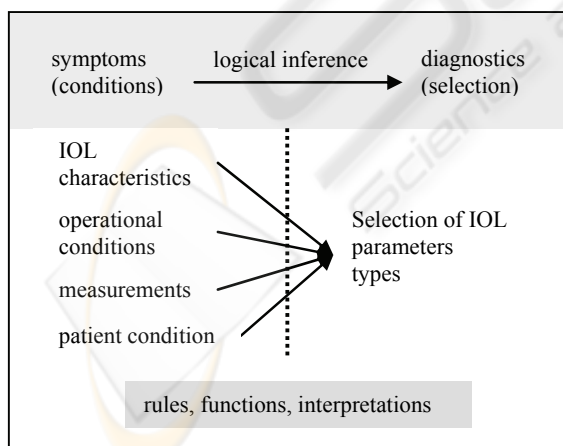 symptoms
(conditions)
logical inference
diagnostics
(selection)
IOL
characteristics
operational
conditions
measurements
patient condition
Selection of IOL
parameters
types
rules, functions, interpretations
Science a